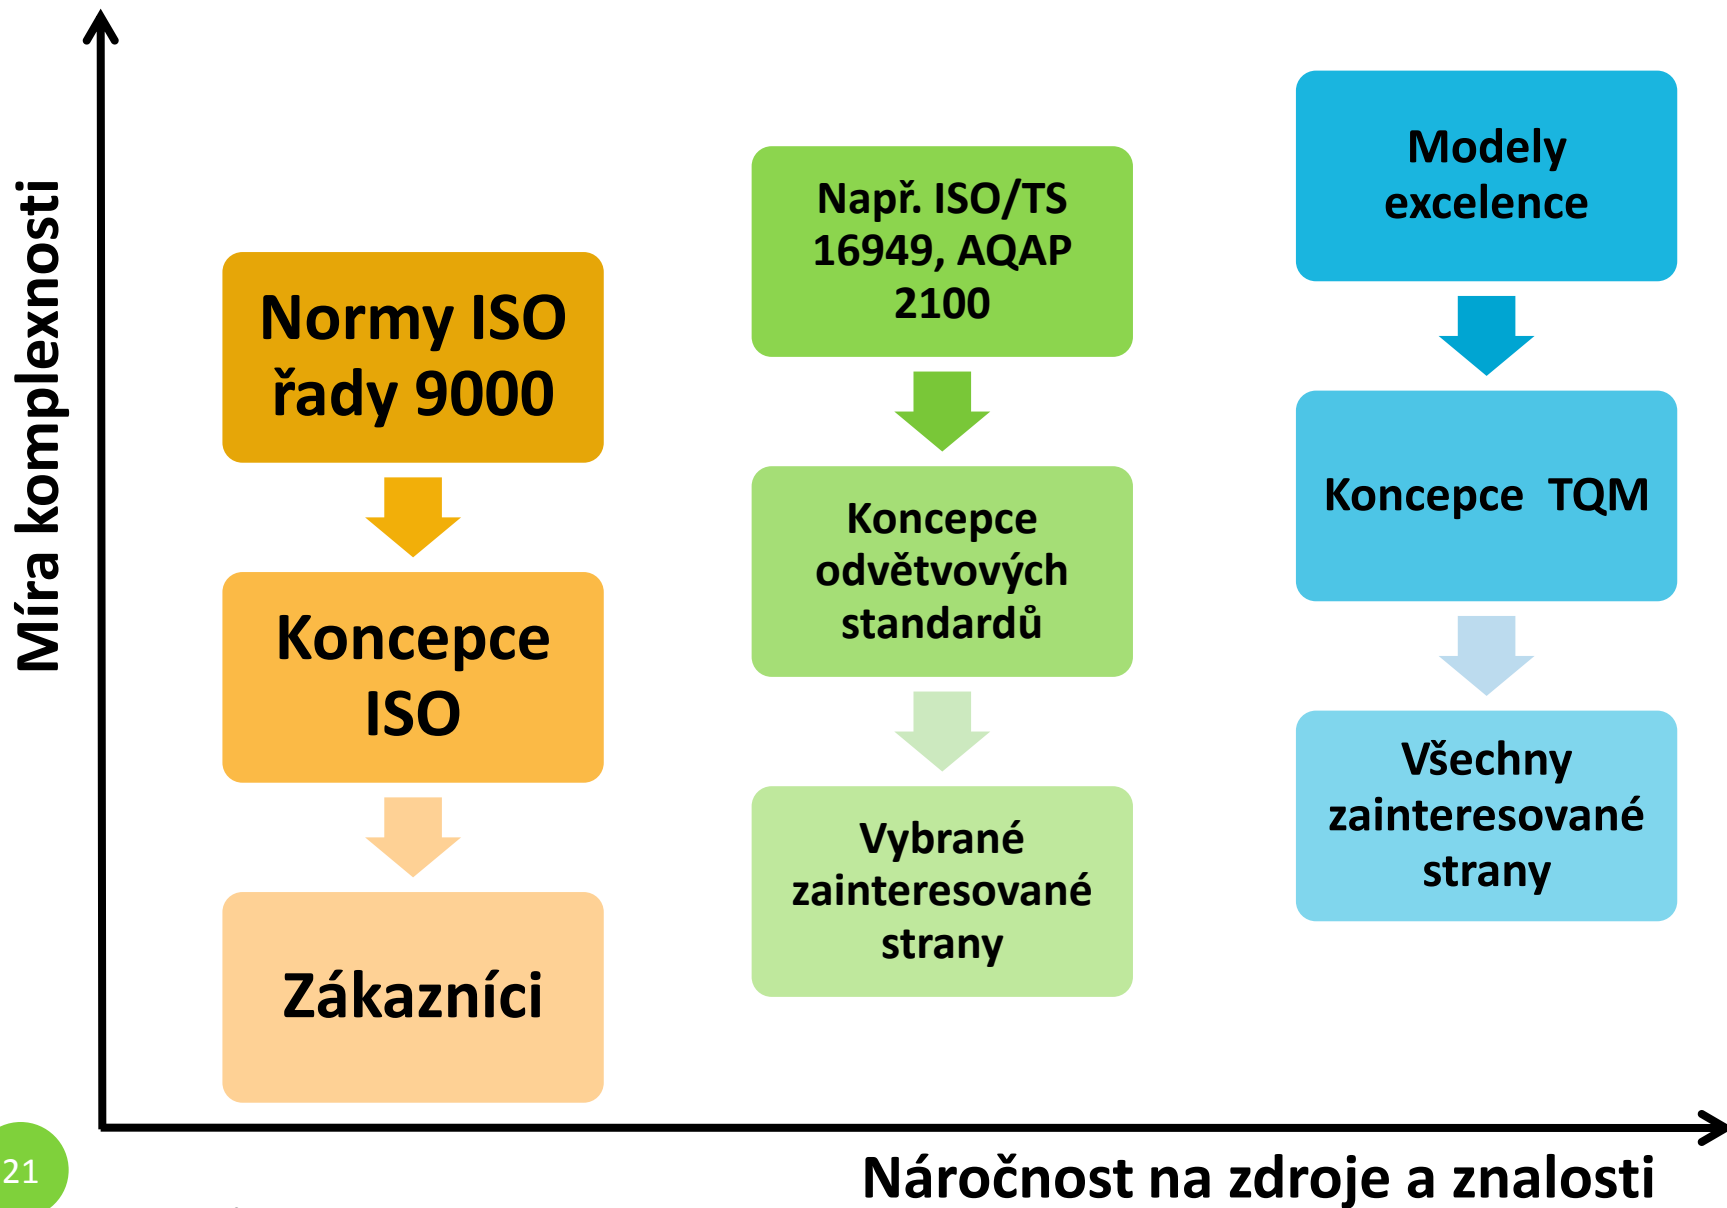 Míra komplexnosti
Normy ISO
řady 9000
Koncepce
ISO
Zákazníci
Např. ISO/TS
16949, AQAP
2100
Koncepce
odvětvových
standardů
Vybrané
zainteresované
strany
Modely
excelence
Koncepce  TQM
Všechny
zainteresované
strany
Náročnost na zdroje a znalosti
21